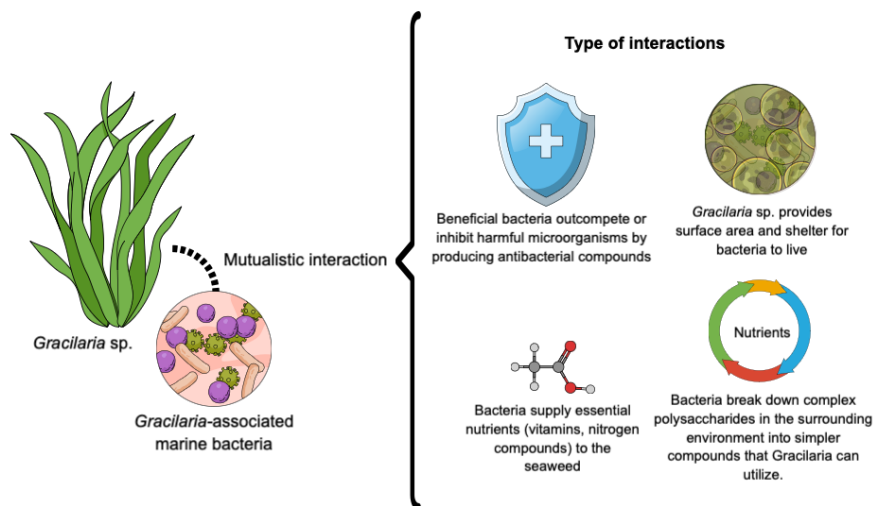 Type of interactions
Mutualistic interaction
Gracilaria sp.
Gracilaria-associated
marine bacteria
Beneficial bacteria outcompete or
inhibit harmful microorganisms by
producing antibacterial compounds
Gracilaria sp. provides
surface area and shelter for
bacteria to live
Bacteria supply essential
nutrients (vitamins, nitrogen
compounds) to the
seaweed
Nutrients
Bacteria break down complex
polysaccharides in the surrounding
environment into simpler
compounds that Gracilaria can
utilize.